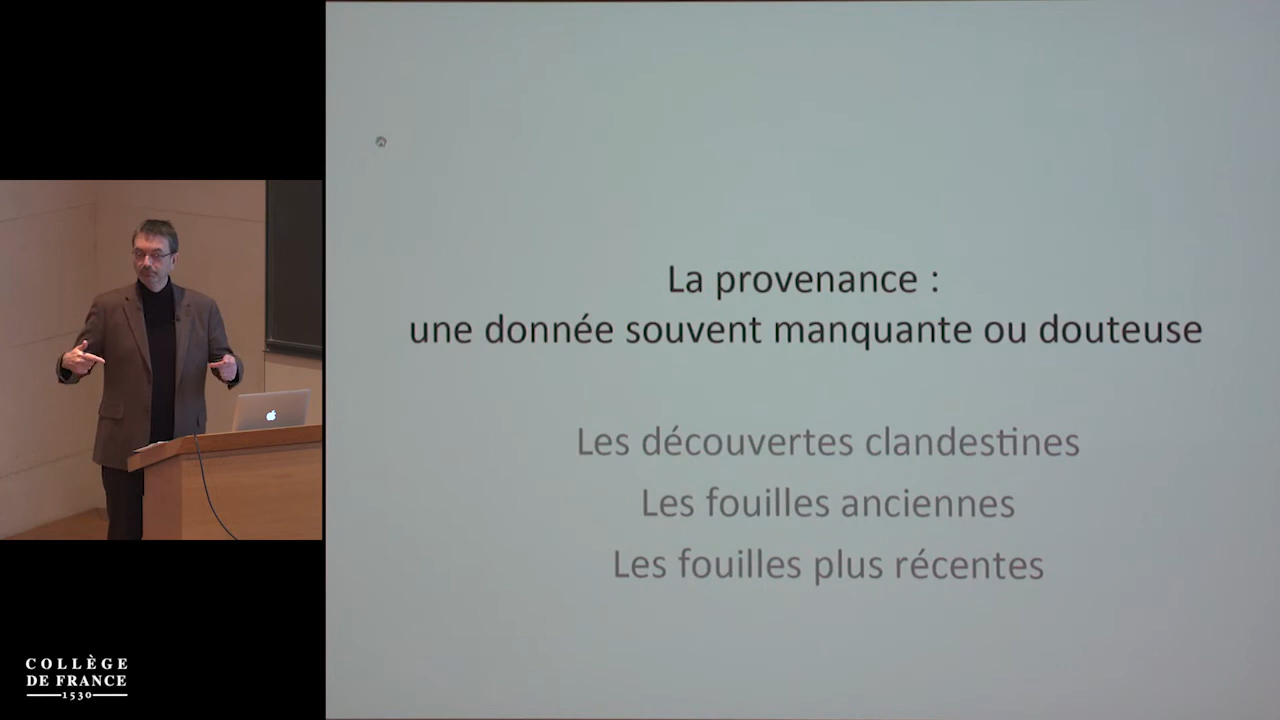 La provenance :
une donnée souvent manquante ou douteuse
Les découvertes clandestines
Les fouilles anciennes
Les fouilles plus récentes
COLLÈGE
DE FRANCE
1530